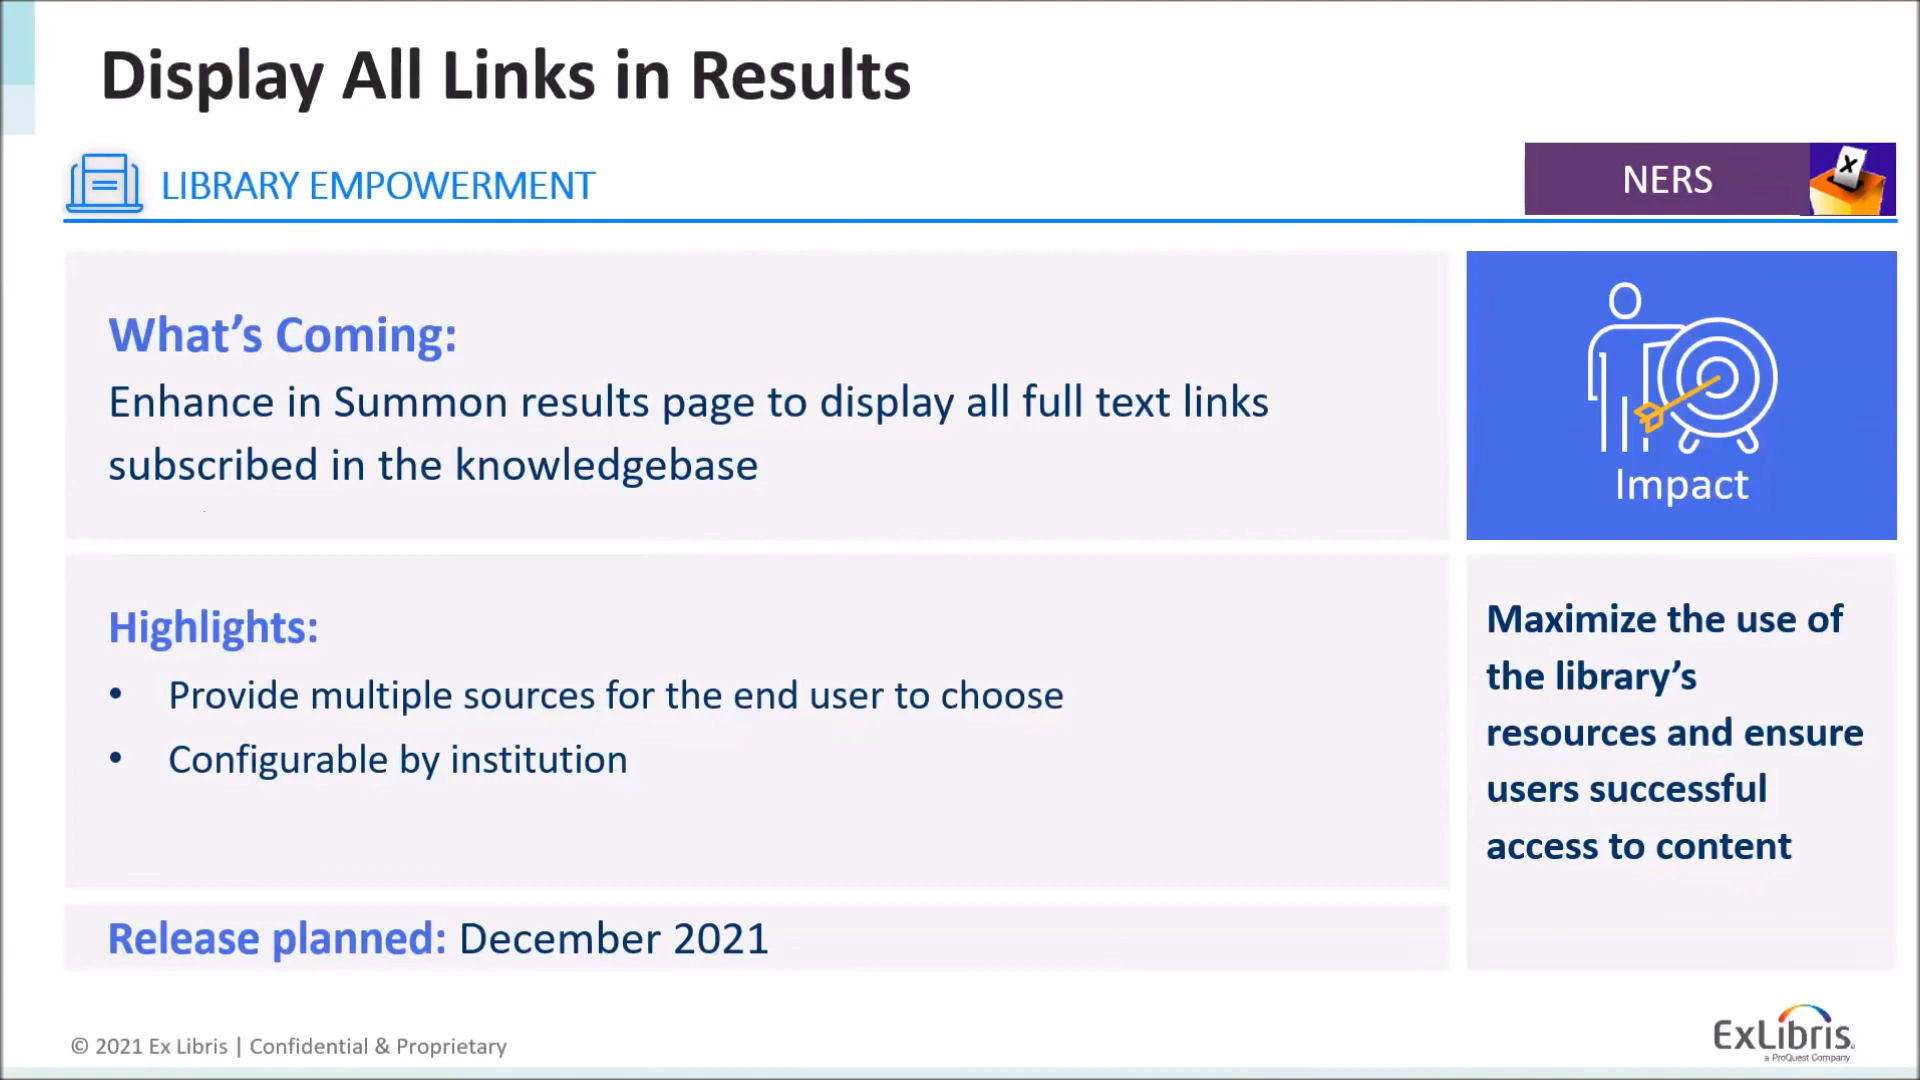 Display All Links in Results
LIBRARY EMPOWERMENT
NERS
X
What’s Coming:
Enhance in Summon results page to display all full text links
subscribed in the knowledgebase
Impact
Highlights:
• Provide multiple sources for the end user to choose
• Configurable by institution
Maximize the use of
the library’s
resources and ensure
users successful
access to content
Release planned: December 2021
© 2021 Ex Libris | Confidential & Proprietary
ExLibris
a ProQuest Company